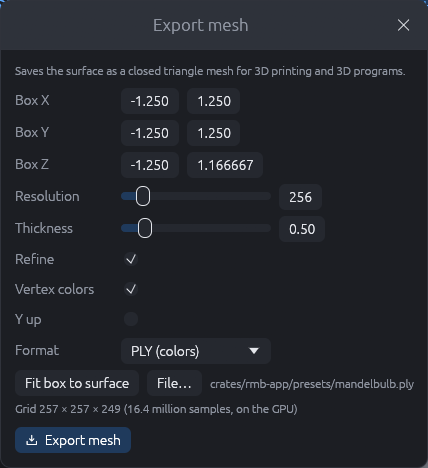 Export mesh
Saves the surface as a closed triangle mesh for 3D printing and 3D programs.
Box X -1.250 1.250
Box Y -1.250 1.250
Box Z -1.250 1.166667
Resolution 256
Thickness 0.50
Refine
Vertex colors
Y up
Format PLY (colors)
Fit box to surface File... crates/rmb-app/presets/mandelbulb.ply
Grid 257 × 257 × 249 (16.4 million samples, on the GPU)
Export mesh